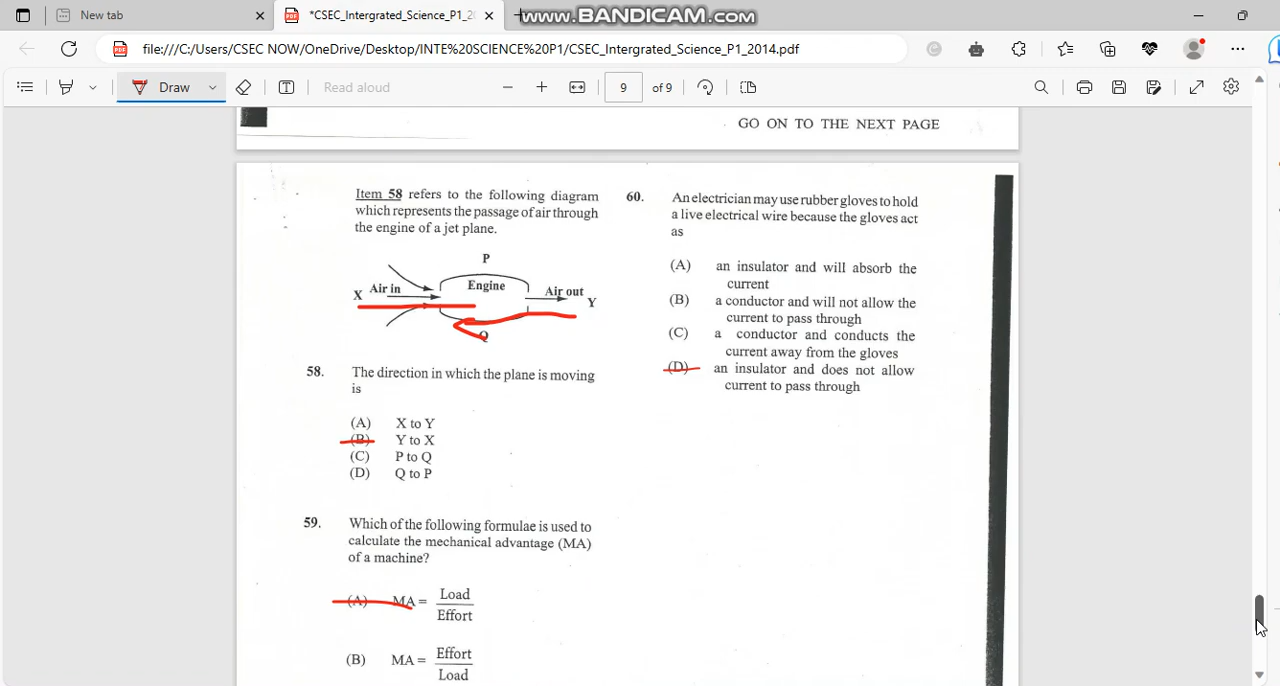 New tab
*CSEC_Intergrated_Science_P1_2
www.BANDICAM.com
file:///C:/Users/CSEC NOW/OneDrive/Desktop/INTE%20SCIENCE%20P1/CSEC_Intergrated_Science_P1_2014.pdf
Draw
Read aloud
9 of 9
GO ON TO THE NEXT PAGE
Item 58 refers to the following diagram
which represents the passage of air through
the engine of a jet plane.
P
X Air in
Engine
Air out
Y
Q
58. The direction in which the plane is moving
is
(A) X to Y
(B) Y to X
(C) P to Q
(D) Q to P
59. Which of the following formulae is used to
calculate the mechanical advantage (MA)
of a machine?
(A) MA = Load
Effort
(B) MA = Effort
Load
60. An electrician may use rubber gloves to hold
a live electrical wire because the gloves act
as
(A) an insulator and will absorb the
current
(B) a conductor and will not allow the
current to pass through
(C) a conductor and conducts the
current away from the gloves
(D) an insulator and does not allow
current to pass through